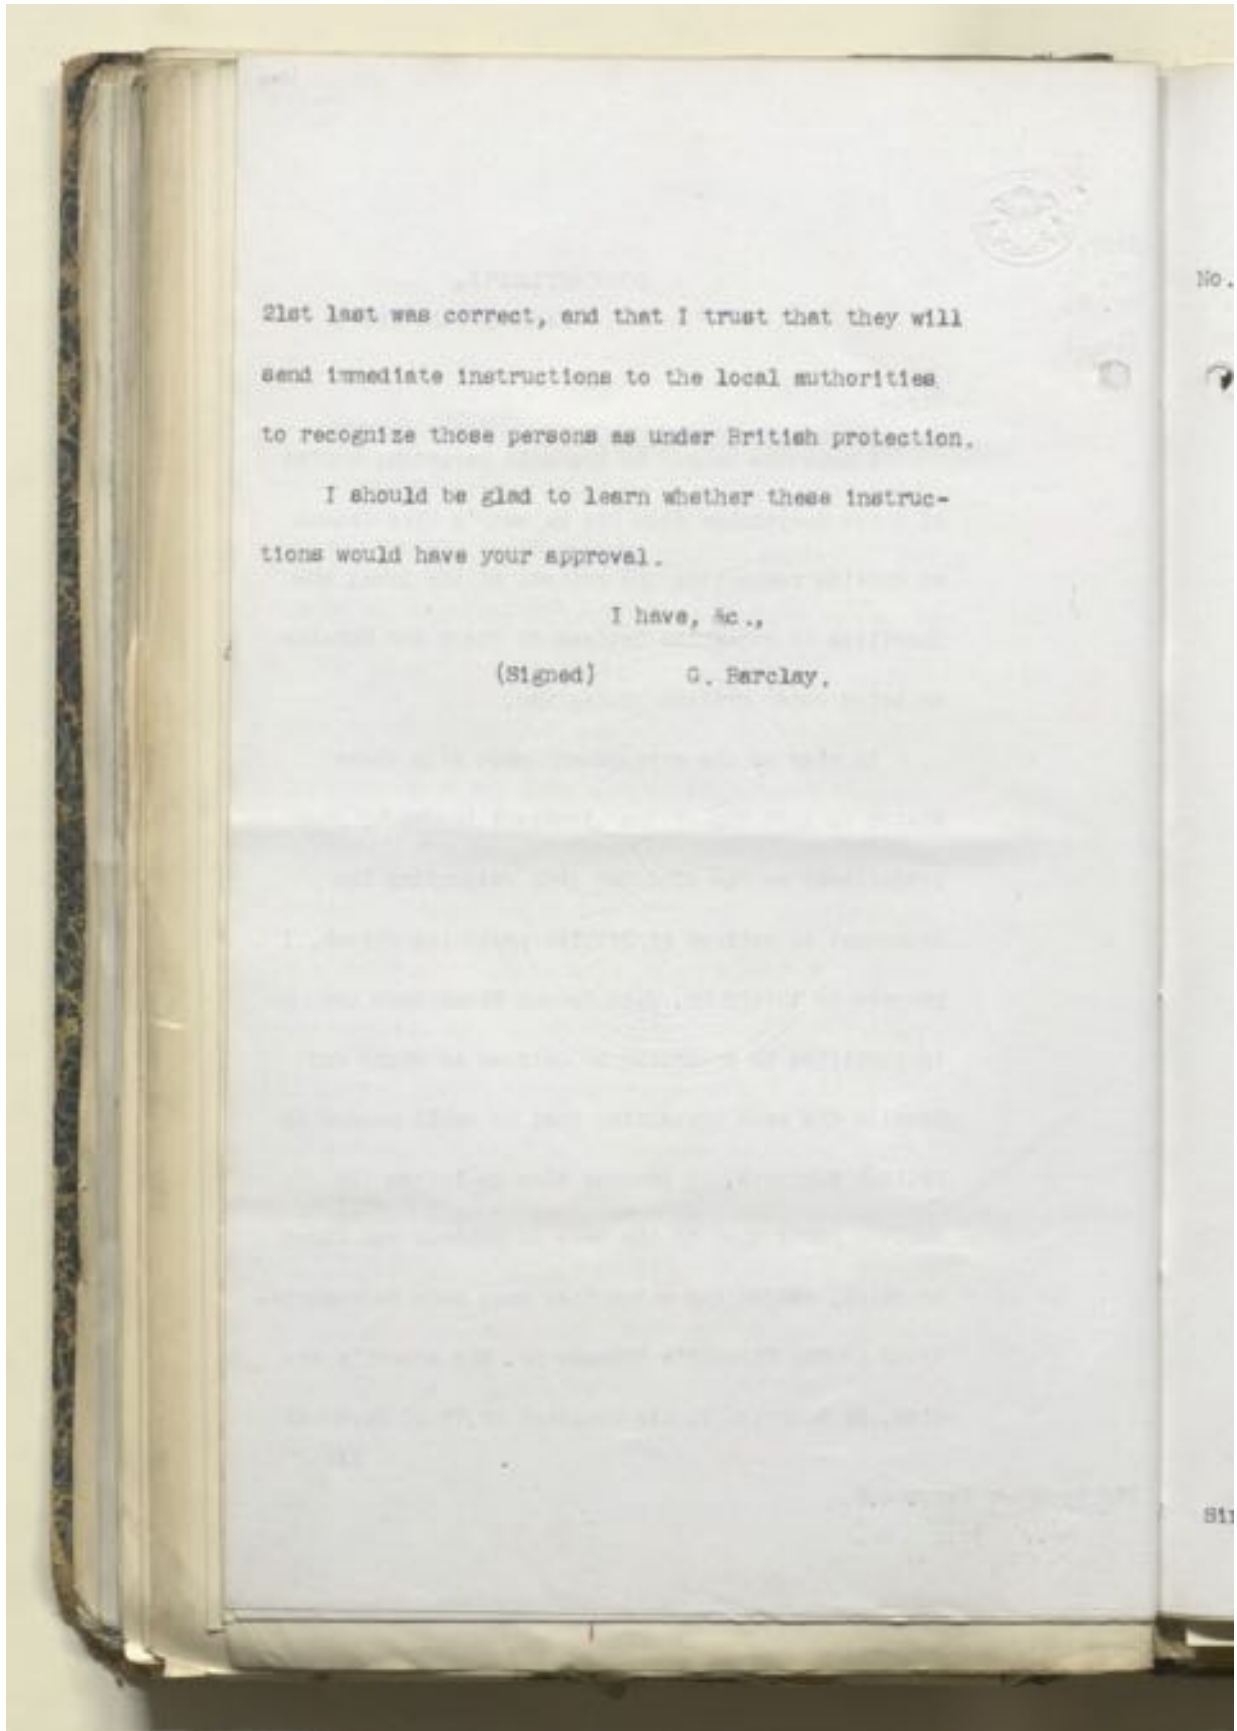 21st last was correct, and that I trust that they will
send immediate instructions to the local authorities
to recognize those persons as under British protection.
I should be glad to learn whether these instruc-
tions would have your approval.
I have, &c.,
(Signed) G. Barclay.
No.